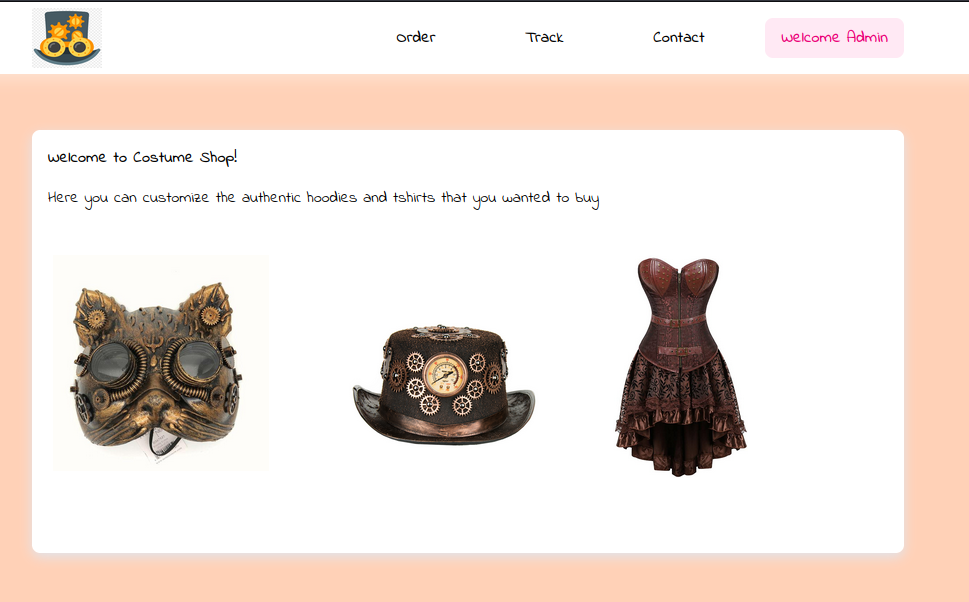 Order
Track
Contact
Welcome Admin
Welcome to Costume Shop!
Here you can customize the authentic hoodies and tshirts that you wanted to buy